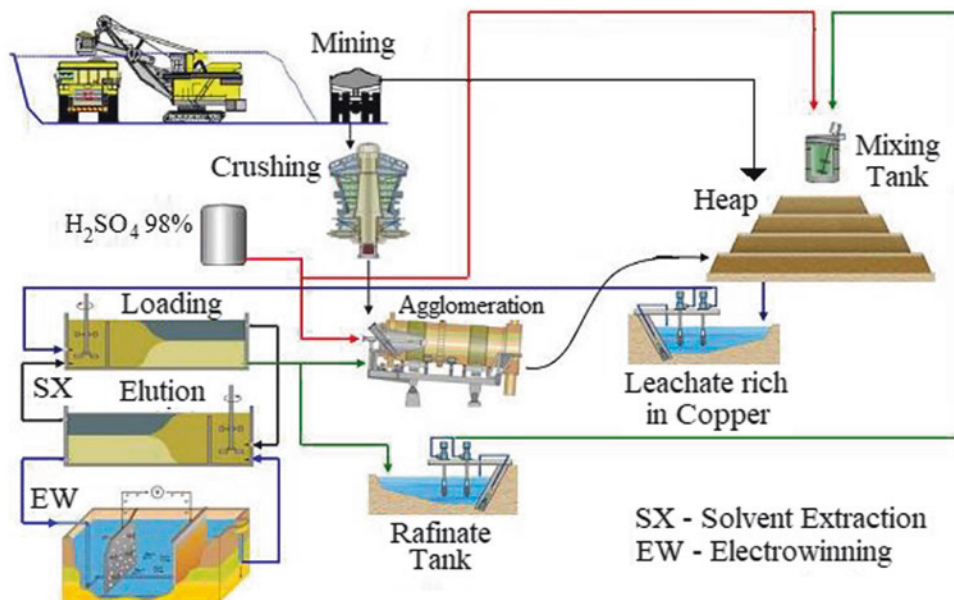 Mining
Crushing
H₂SO₄ 98%
Mixing
Tank
Heap
Loading
Agglomeration
SX
Elution
Leachate rich
in Copper
EW
Rafinate
Tank
SX - Solvent Extraction
EW - Electrowinning